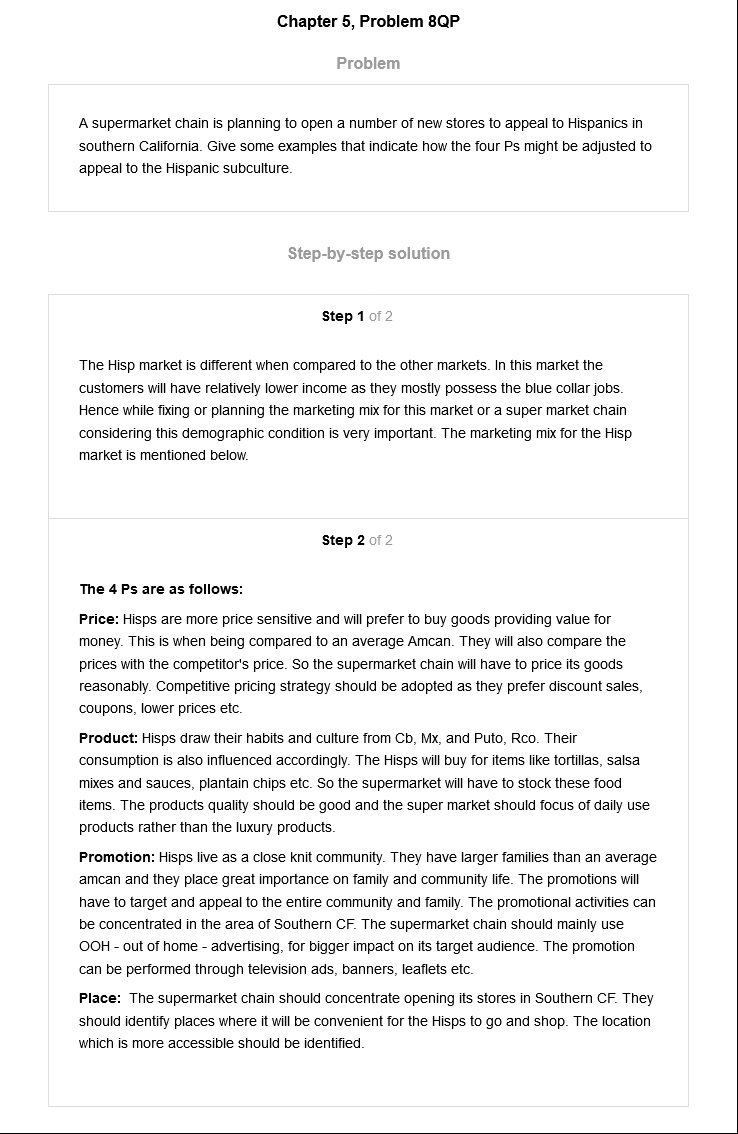 Chapter 5, Problem 8QP
Problem
A supermarket chain is planning to open a number of new stores to appeal to Hispanics in
southern California. Give some examples that indicate how the four Ps might be adjusted to
appeal to the Hispanic subculture.
Step-by-step solution
Step 1 of 2
The Hisp market is different when compared to the other markets. In this market the
customers will have relatively lower income as they mostly possess the blue collar jobs.
Hence while fixing or planning the marketing mix for this market or a super market chain
considering this demographic condition is very important. The marketing mix for the Hisp
market is mentioned below.
Step 2 of 2
The 4 Ps are as follows:
Price: Hisps are more price sensitive and will prefer to buy goods providing value for
money. This is when being compared to an average Amcan. They will also compare the
prices with the competitor's price. So the supermarket chain will have to price its goods
reasonably. Competitive pricing strategy should be adopted as they prefer discount sales,
coupons, lower prices etc.
Product: Hisps draw their habits and culture from Cb, Mx, and Puto, Rco. Their
consumption is also influenced accordingly. The Hisps will buy for items like tortillas, salsa
mixes and sauces, plantain chips etc. So the supermarket will have to stock these food
items. The products quality should be good and the super market should focus of daily use
products rather than the luxury products.
Promotion: Hisps live as a close knit community. They have larger families than an average
amcan and they place great importance on family and community life. The promotions will
have to target and appeal to the entire community and family. The promotional activities can
be concentrated in the area of Southern CF. The supermarket chain should mainly use
OOH - out of home - advertising, for bigger impact on its target audience. The promotion
can be performed through television ads, banners, leaflets etc.
Place: The supermarket chain should concentrate opening its stores in Southern CF. They
should identify places where it will be convenient for the Hisps to go and shop. The location
which is more accessible should be identified.